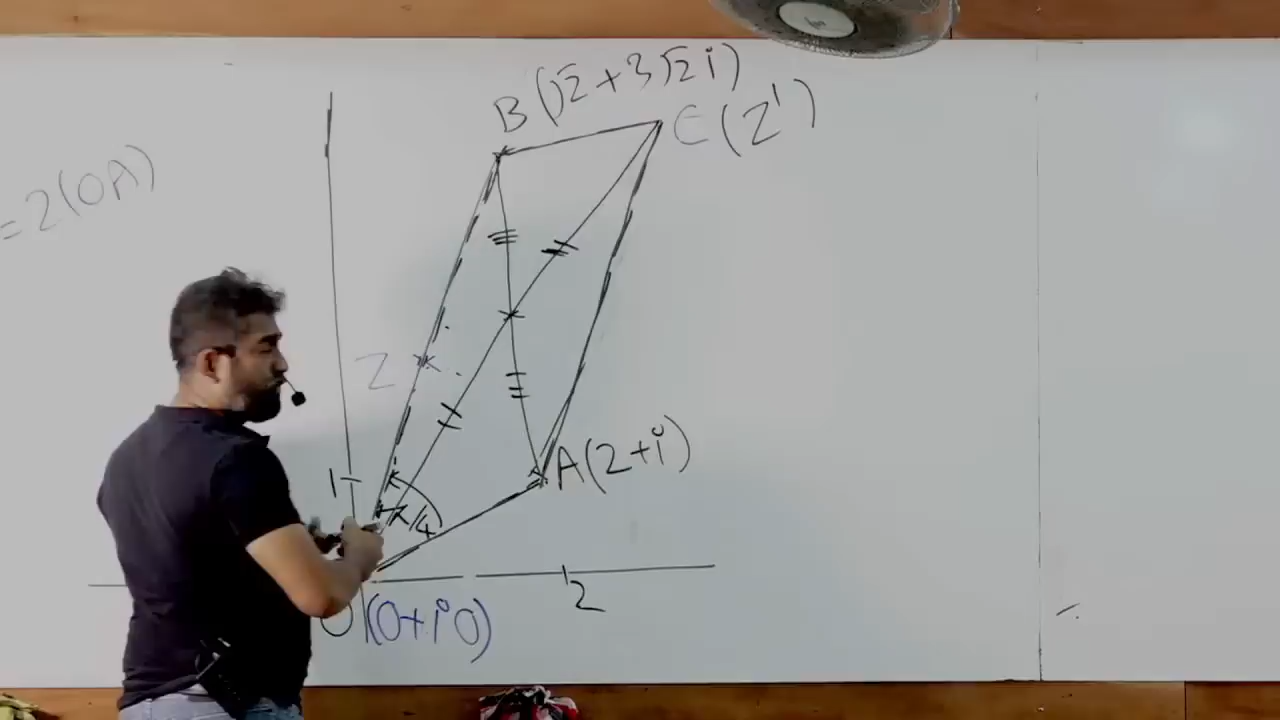 B(√2+3√2i)
C(Z')
=2(OA)
Z
A(2+i)
1
π/4
2
O(0+i0)